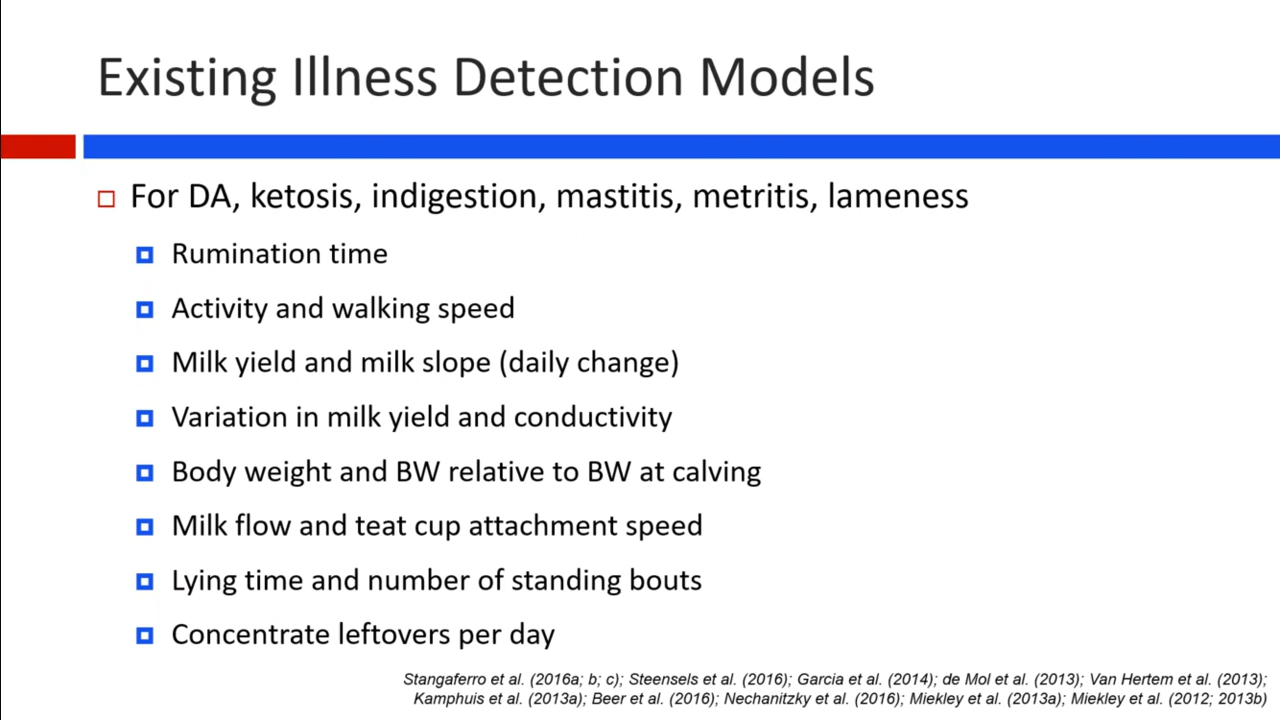 Existing Illness Detection Models
For DA, ketosis, indigestion, mastitis, metritis, lameness
Rumination time
Activity and walking speed
Milk yield and milk slope (daily change)
Variation in milk yield and conductivity
Body weight and BW relative to BW at calving
Milk flow and teat cup attachment speed
Lying time and number of standing bouts
Concentrate leftovers per day
Stangaferro et al. (2016a; b; c); Steensels et al. (2016); Garcia et al. (2014); de Mol et al. (2013); Van Hertem et al. (2013);
Kamphuis et al. (2013a); Beer et al. (2016); Nechanitzky et al. (2016); Miekley et al. (2013a); Miekley et al. (2012; 2013b)